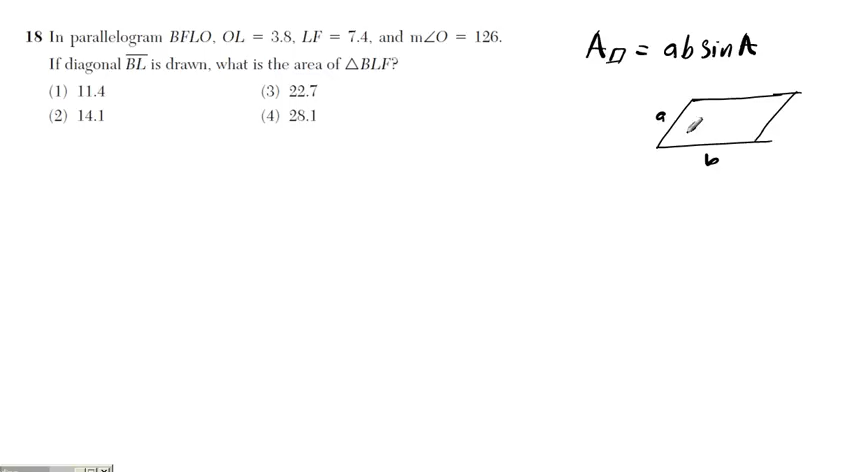 18 In parallelogram BFLO, OL = 3.8, LF = 7.4, and m∠O = 126.
If diagonal B̅L̅ is drawn, what is the area of △BLF?
(1) 11.4 (3) 22.7
(2) 14.1 (4) 28.1
A▱ = ab sin A
a
b